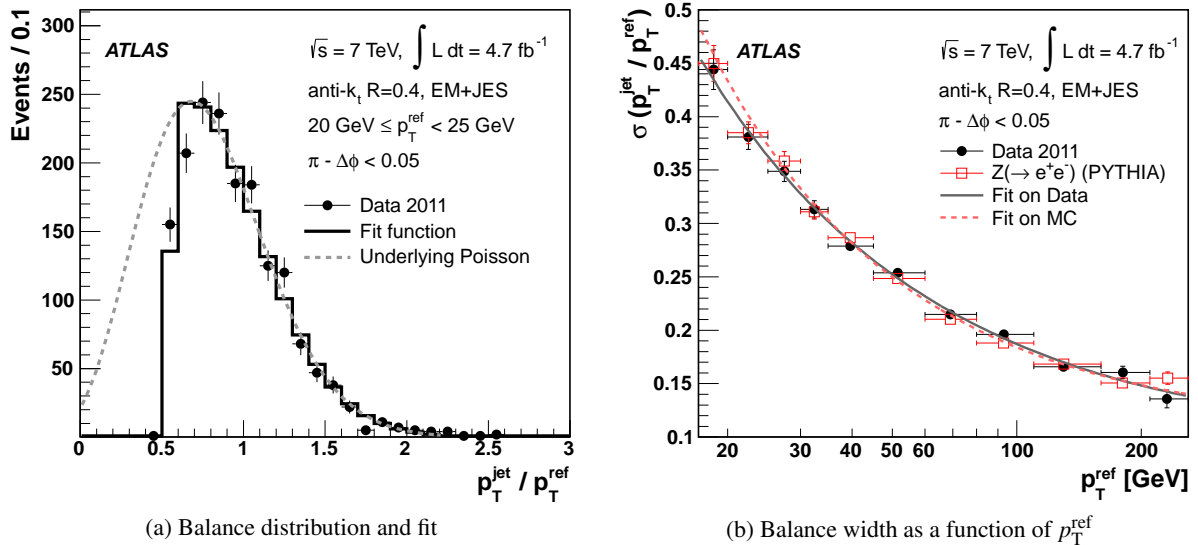 Events / 0.1
300
250
200
150
100
50
ATLAS
√s = 7 TeV, ∫ L dt = 4.7 fb⁻¹
anti-k_t R=0.4, EM+JES
20 GeV ≤ p_T^ref < 25 GeV
π - Δϕ < 0.05
Data 2011
Fit function
Underlying Poisson
0 0.5 1 1.5 2 2.5 3
p_T^jet / p_T^ref
(a) Balance distribution and fit
σ (p_T^jet / p_T^ref)
0.45
0.4
0.35
0.3
0.25
0.2
0.15
0.1
ATLAS
√s = 7 TeV, ∫ L dt = 4.7 fb⁻¹
anti-k_t R=0.4, EM+JES
π - Δϕ < 0.05
Data 2011
Z(→ e⁺e⁻) (PYTHIA)
Fit on Data
Fit on MC
20 30 40 50 60 100 200
p_T^ref [GeV]
(b) Balance width as a function of p_T^ref